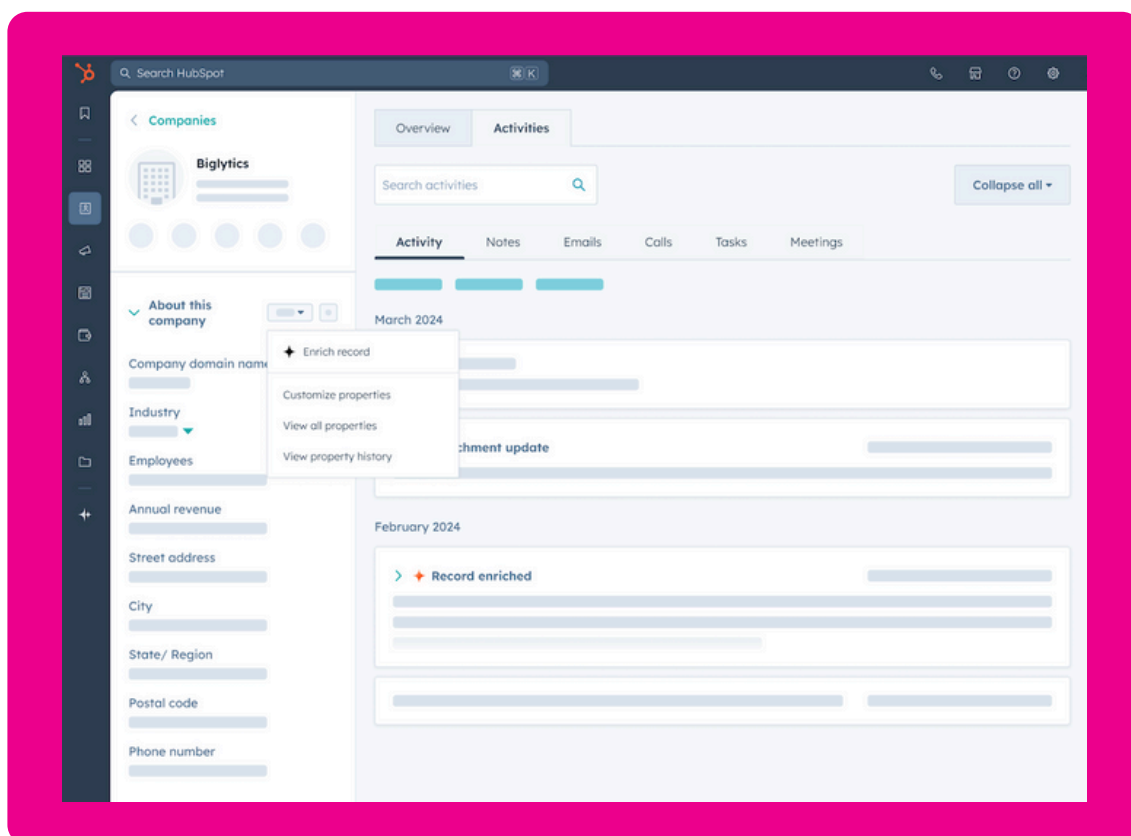 Search HubSpot
⌘ K
Companies
Biglytics
About this
company
Enrich record
Customize properties
View all properties
View property history
Company domain name
Industry
Employees
Annual revenue
Street address
City
State/ Region
Postal code
Phone number
Overview
Activities
Search activities
Collapse all
Activity
Notes
Emails
Calls
Tasks
Meetings
March 2024
update
February 2024
Record enriched